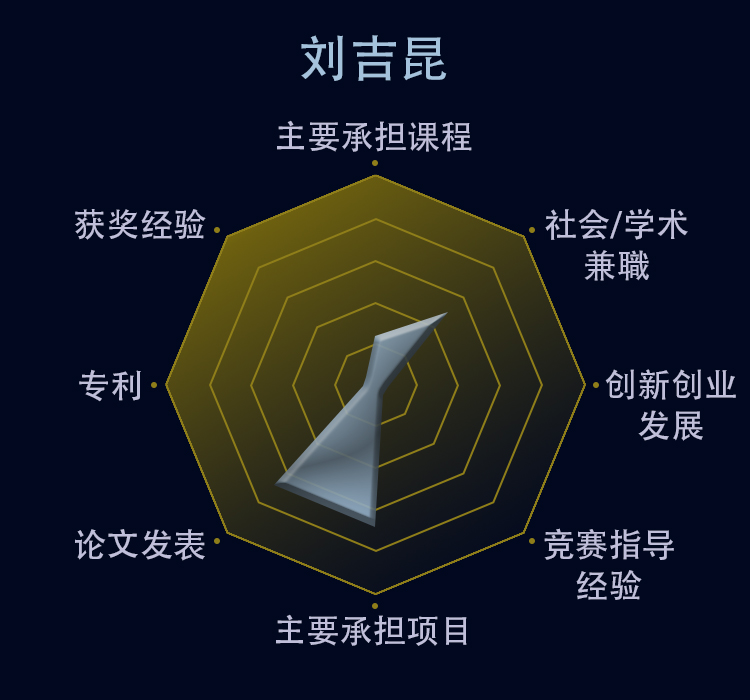 刘吉昆
主要承担课程
获奖经验
社会/学术
兼職
专利
创新创业
发展
论文发表
竞赛指导
经验
主要承担项目